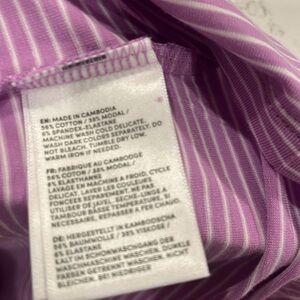 EN: MADE IN CAMBODIA
56% COTTON / 38% MODAL /
6% SPANDEX-ELASTANE
MACHINE WASH COLD DELICATE.
WASH DARK COLORS SEPARATELY. DO
NOT BLEACH. TUMBLE DRY LOW.
WARM IRON IF NEEDED.
FR: FABRIQUÉ AU CAMBODGE
56% COTON / 38% MODAL /
6% ÉLASTHANNE
LAVAGE EN MACHINE À FROID, CYCLE
DÉLICAT. LAVER LES COULEURS
FONCÉES SÉPARÉMENT. NE PAS
UTILISER DE JAVEL. SÈCHE-LINGE À
TAMBOUR BASSE TEMPÉRATURE. SI
NÉCESSAIRE, REPASSER À FER CHAUD.
DE: HERGESTELLT IN KAMBODSCHA
56% BAUMWOLLE / 38% VISKOSE /
6% ELASTANE
KALT IM SCHONWASCHGANG DER
WASCHMASCHINE WASCHEN. DUNKLE
FARBEN GETRENNT WASCHEN. NICHT
BLEICHEN. BEI NIEDRIGER